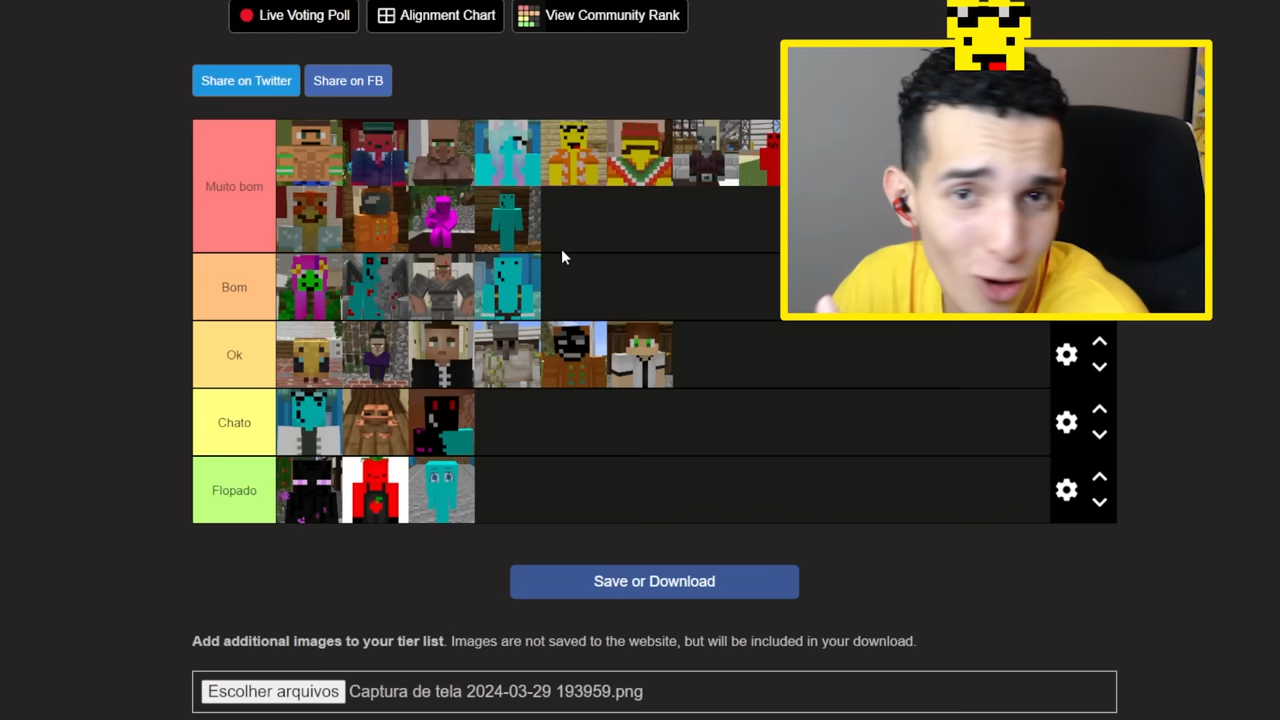 Live Voting Poll
Alignment Chart
View Community Rank
Share on Twitter
Share on FB
Muito bom
Bom
Ok
Chato
Flopado
Save or Download
Add additional images to your tier list. Images are not saved to the website, but will be included in your download.
Escolher arquivos Captura de tela 2024-03-29 193959.png